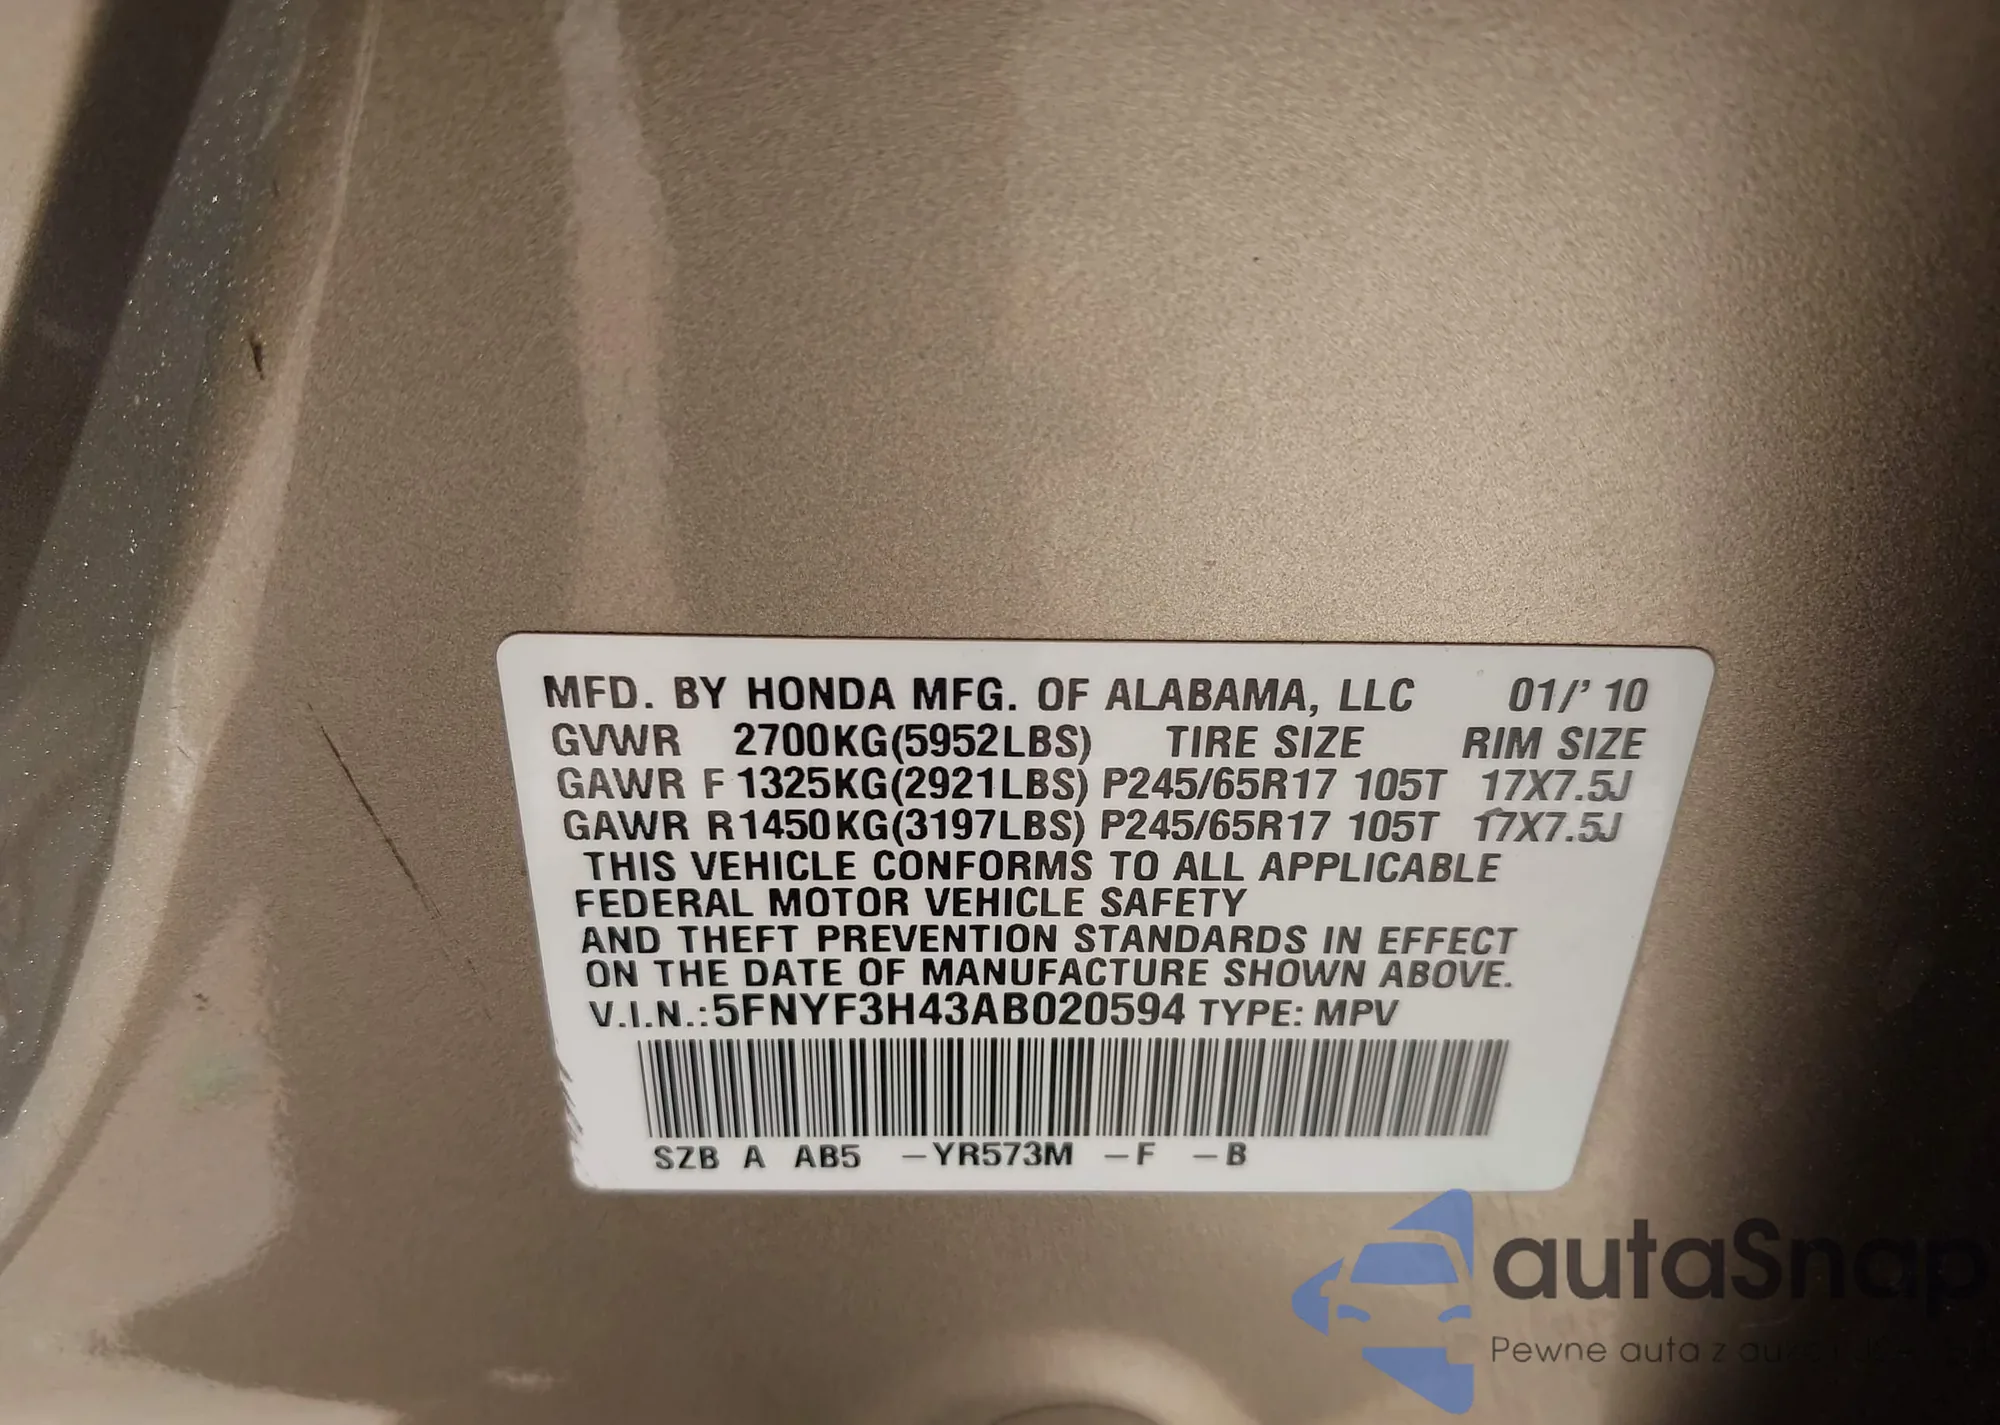 MFD. BY HONDA MFG. OF ALABAMA, LLC 01/' 10
GVWR 2700KG(5952LBS) TIRE SIZE RIM SIZE
GAWR F 1325KG(2921LBS) P245/65R17 105T 17X7.5J
GAWR R1450KG(3197LBS) P245/65R17 105T 17X7.5J
THIS VEHICLE CONFORMS TO ALL APPLICABLE
FEDERAL MOTOR VEHICLE SAFETY
AND THEFT PREVENTION STANDARDS IN EFFECT
ON THE DATE OF MANUFACTURE SHOWN ABOVE.
V.I.N.:5FNYF3H43AB020594 TYPE: MPV
SZB A AB5 -YR573M -F -B
autaSnap
Pewne auta z